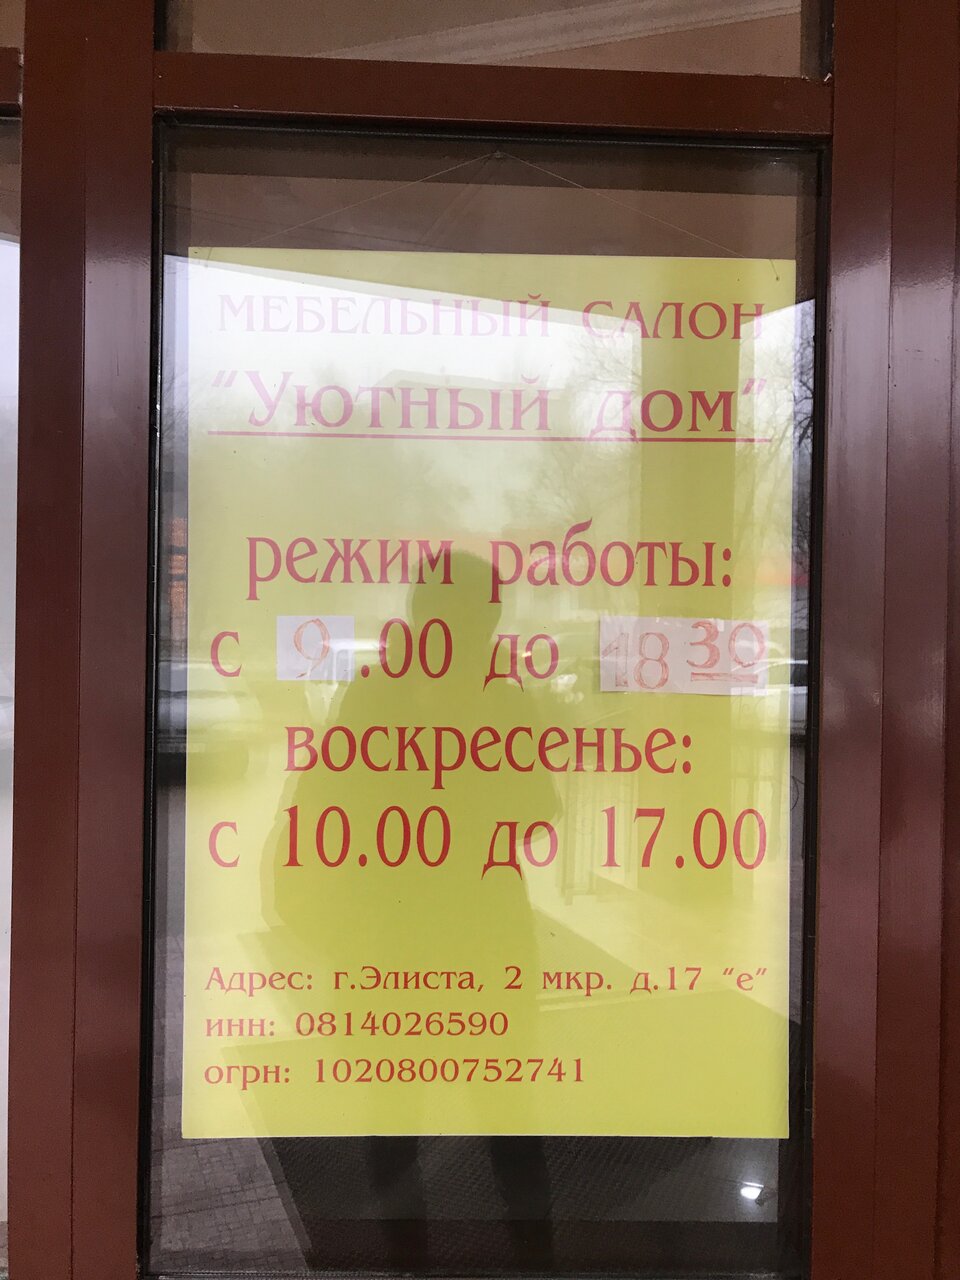 МЕБЕЛЬНЫЙ САЛОН
"Уютный дом"
режим работы:
с 9.00 до 18 30
воскресенье:
с 10.00 до 17.00
Адрес: г.Элиста, 2 мкр. д.17 "е"
инн: 0814026590
огрн: 1020800752741